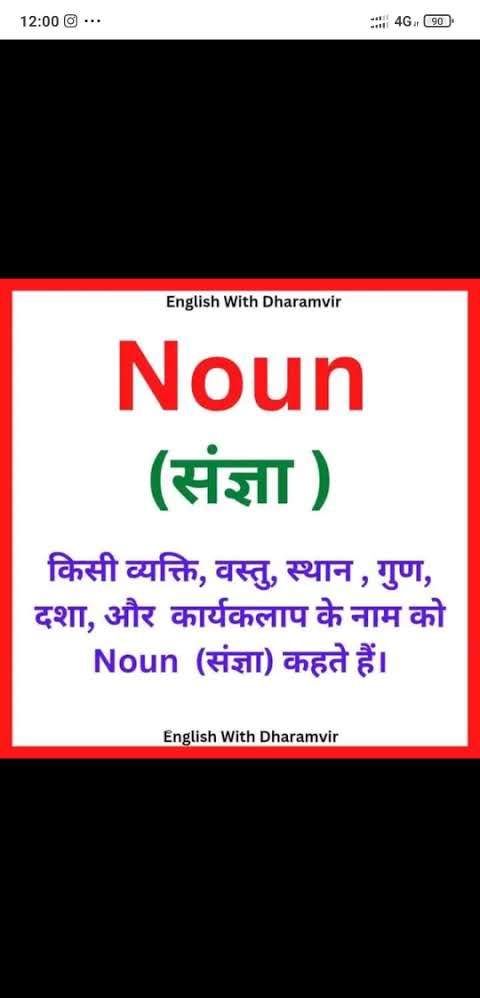 12:00
4G
90
English With Dharamvir
Noun
(संज्ञा )
किसी व्यक्ति, वस्तु, स्थान , गुण,
दशा, और कार्यकलाप के नाम को
Noun (संज्ञा) कहते हैं।
English With Dharamvir